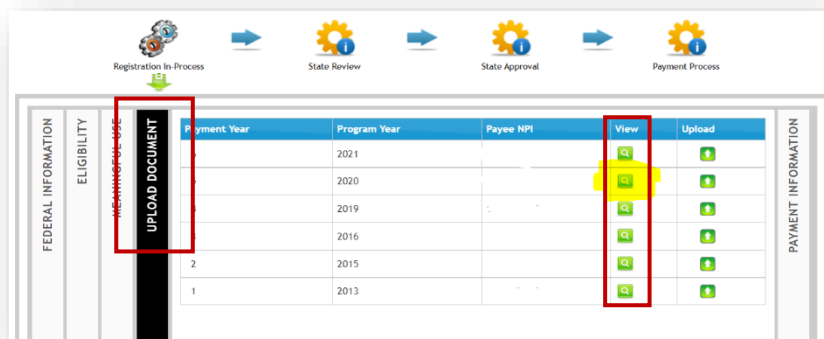 Registration In-Process
State Review
State Approval
Payment Process
FEDERAL INFORMATION
ELIGIBILITY
MEANINGFUL USE
UPLOAD DOCUMENT
Payment Year Program Year Payee NPI View Upload
2021
2020
2019
2016
2 2015
1 2013
PAYMENT INFORMATION